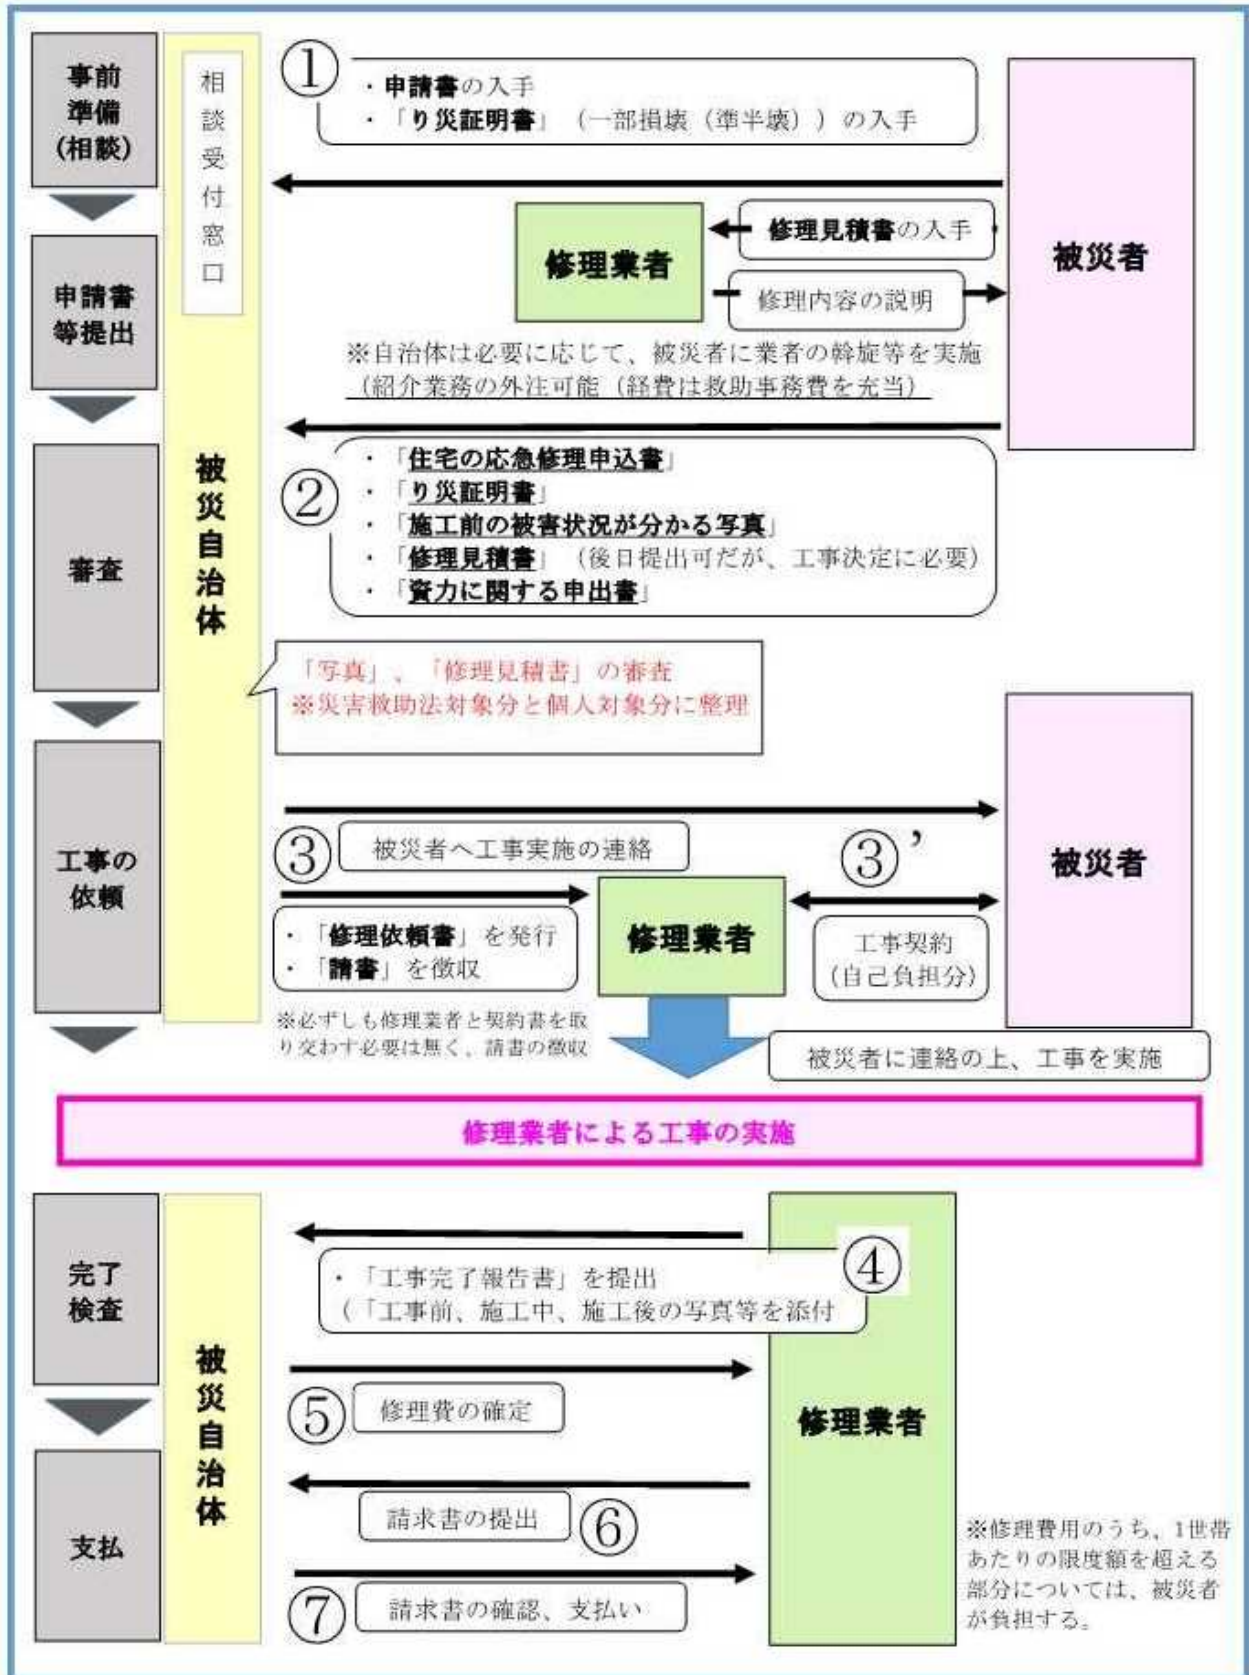 事前
準備
(相談)
相談受付窓口
①
・申請書の入手
・「り災証明書」（一部損壊（準半壊））の入手
修理業者
修理見積書の入手
修理内容の説明
被災者
申請書
等提出
※自治体は必要に応じて、被災者に業者の斡旋等を実施
（紹介業務の外注可能（経費は救助事務費を充当）
被災自治体
②
・「住宅の応急修理申込書」
・「り災証明書」
・「施工前の被害状況が分かる写真」
・「修理見積書」（後日提出可だが、工事決定に必要）
・「資力に関する申出書」
審査
「写真」、「修理見積書」の審査
※災害救助法対象分と個人対象分に整理
工事の
依頼
③
被災者へ工事実施の連絡
③’
被災者
・「修理依頼書」を発行
・「請書」を徴収
修理業者
工事契約
(自己負担分)
※必ずしも修理業者と契約書を取
り交わす必要は無く、請書の徴収
被災者に連絡の上、工事を実施
修理業者による工事の実施
完了
検査
被災自治体
④
・「工事完了報告書」を提出
（「工事前、施工中、施工後の写真等を添付
⑤
修理費の確定
修理業者
請求書の提出
⑥
支払
⑦
請求書の確認、支払い
※修理費用のうち、1世帯
あたりの限度額を超える
部分については、被災者
が負担する。